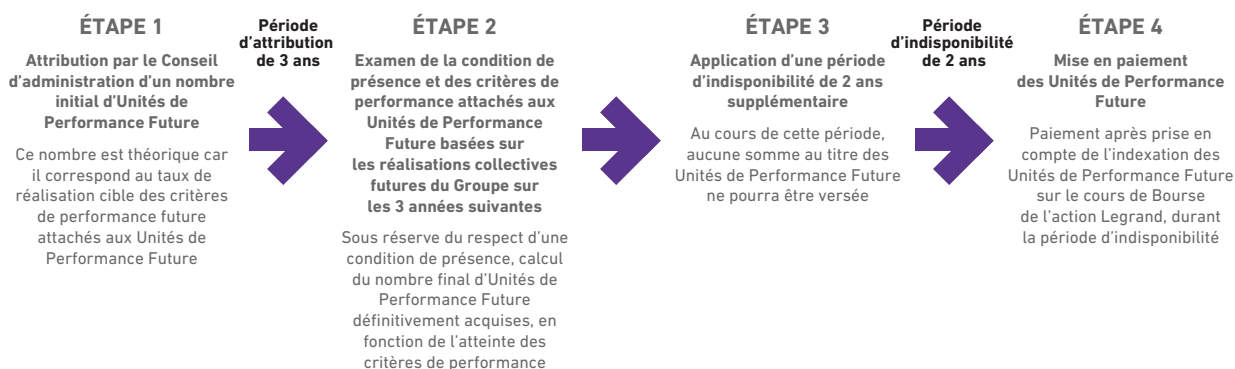 ÉTAPE 1
Attribution par le Conseil
d'administration d'un nombre
initial d'Unités de
Performance Future
Ce nombre est théorique car
il correspond au taux de
réalisation cible des critères
de performance future
attachés aux Unités de
Performance Future
Période
d'attribution
de 3 ans
ÉTAPE 2
Examen de la condition de
présence et des critères de
performance attachés aux
Unités de Performance
Future basées sur
les réalisations collectives
futures du Groupe sur
les 3 années suivantes
Sous réserve du respect d'une
condition de présence, calcul
du nombre final d'Unités de
Performance Future
définitivement acquises, en
fonction de l'atteinte des
critères de performance
ÉTAPE 3
Application d'une période
d'indisponibilité de 2 ans
supplémentaire
Au cours de cette période,
aucune somme au titre des
Unités de Performance Future
ne pourra être versée
Période
d'indisponibilité
de 2 ans
ÉTAPE 4
Mise en paiement
des Unités de Performance
Future
Paiement après prise en
compte de l'indexation des
Unités de Performance Future
sur le cours de Bourse
de l'action Legrand, durant
la période d'indisponibilité